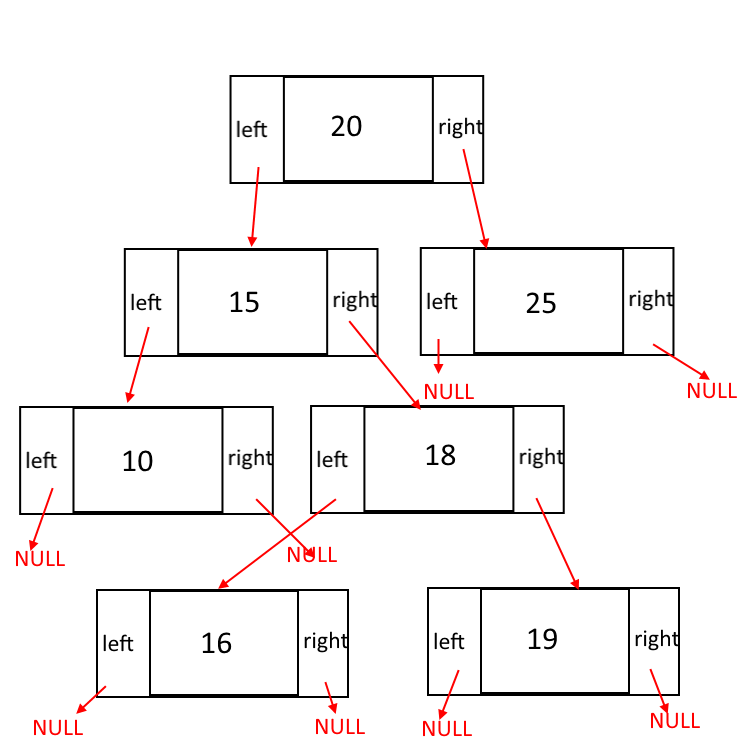 left 20 right
left 15 right
left 25 right
NULL
NULL
left 10 right
left 18 right
NULL
NULL
left 16 right
left 19 right
NULL
NULL
NULL
NULL